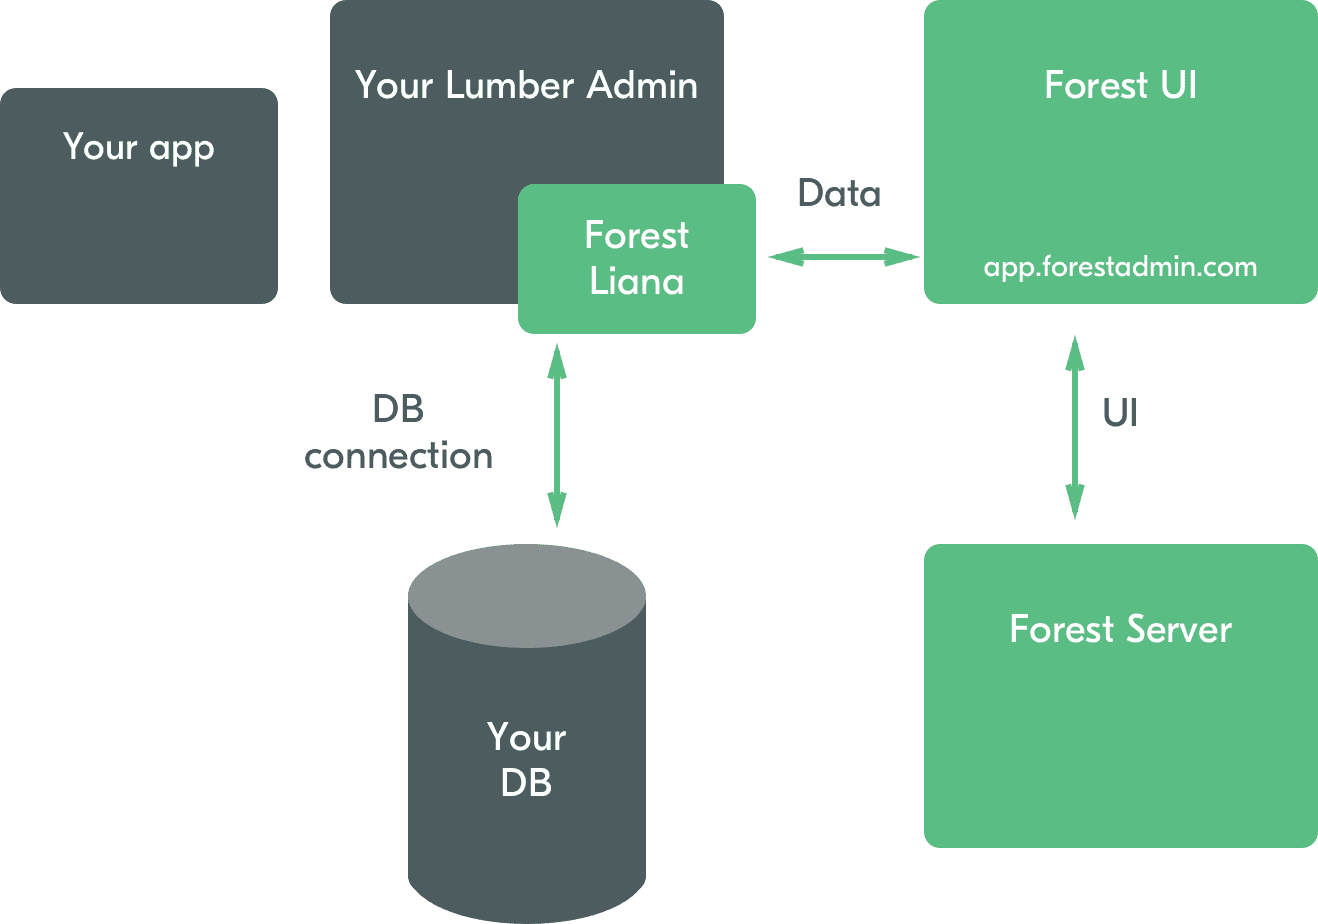 Your app
Your Lumber Admin
Forest
Liana
Data
Forest UI
app.forestadmin.com
DB
connection
UI
Your
DB
Forest Server